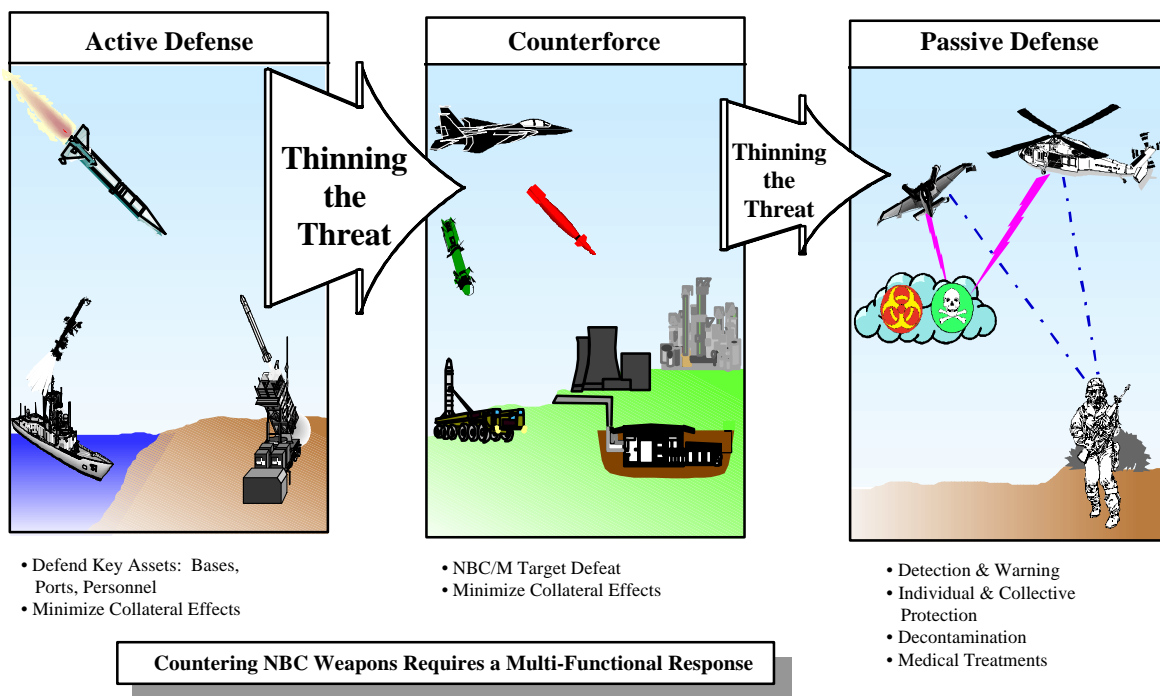 Active Defense
Counterforce
Passive Defense
Thinning
the
Threat
Thinning
the
Threat
• Defend Key Assets: Bases,
Ports, Personnel
• Minimize Collateral Effects
• NBC/M Target Defeat
• Minimize Collateral Effects
• Detection & Warning
• Individual & Collective
Protection
• Decontamination
• Medical Treatments
Countering NBC Weapons Requires a Multi-Functional Response